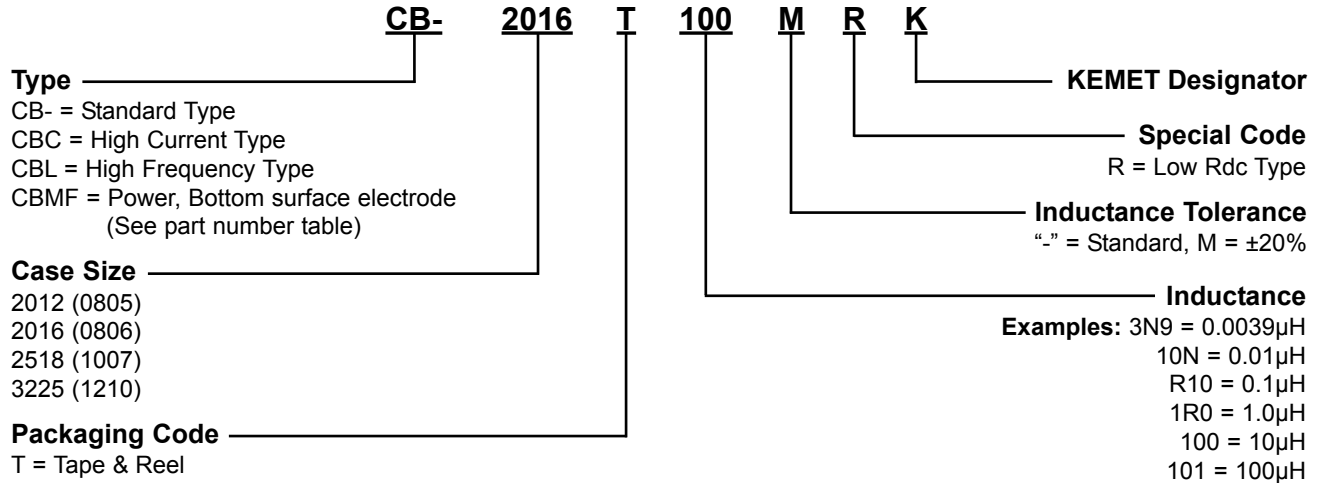 CB- 2016 T 100 M R K
Type
CB- = Standard Type
CBC = High Current Type
CBL = High Frequency Type
CBMF = Power, Bottom surface electrode
(See part number table)
Case Size
2012 (0805)
2016 (0806)
2518 (1007)
3225 (1210)
Packaging Code
T = Tape & Reel
KEMET Designator
Special Code
R = Low Rdc Type
Inductance Tolerance
“-” = Standard, M = ±20%
Inductance
Examples: 3N9 = 0.0039µH
10N = 0.01µH
R10 = 0.1µH
1R0 = 1.0µH
100 = 10µH
101 = 100µH